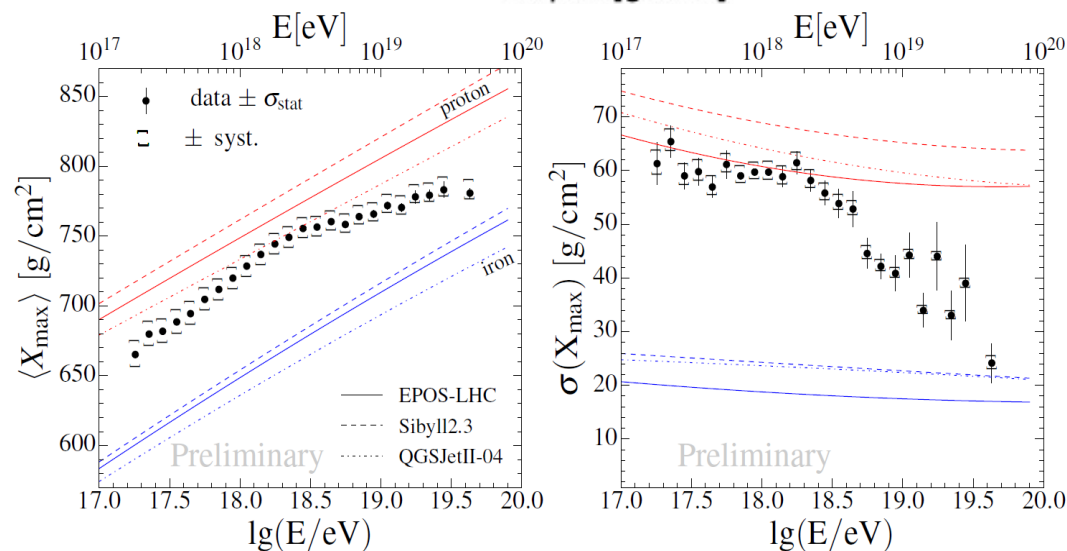 E[eV]
10^17 10^18 10^19 10^20
⟨X_max⟩ [g/cm^2]
850
800
750
700
650
600
data ± σ_stat
± syst.
proton
iron
EPOS-LHC
Sibyll2.3
QGSJetII-04
Preliminary
17.0 17.5 18.0 18.5 19.0 19.5 20.0
lg(E/eV)
E[eV]
10^17 10^18 10^19 10^20
σ(X_max) [g/cm^2]
70
60
50
40
30
20
10
Preliminary
17.0 17.5 18.0 18.5 19.0 19.5 20.0
lg(E/eV)